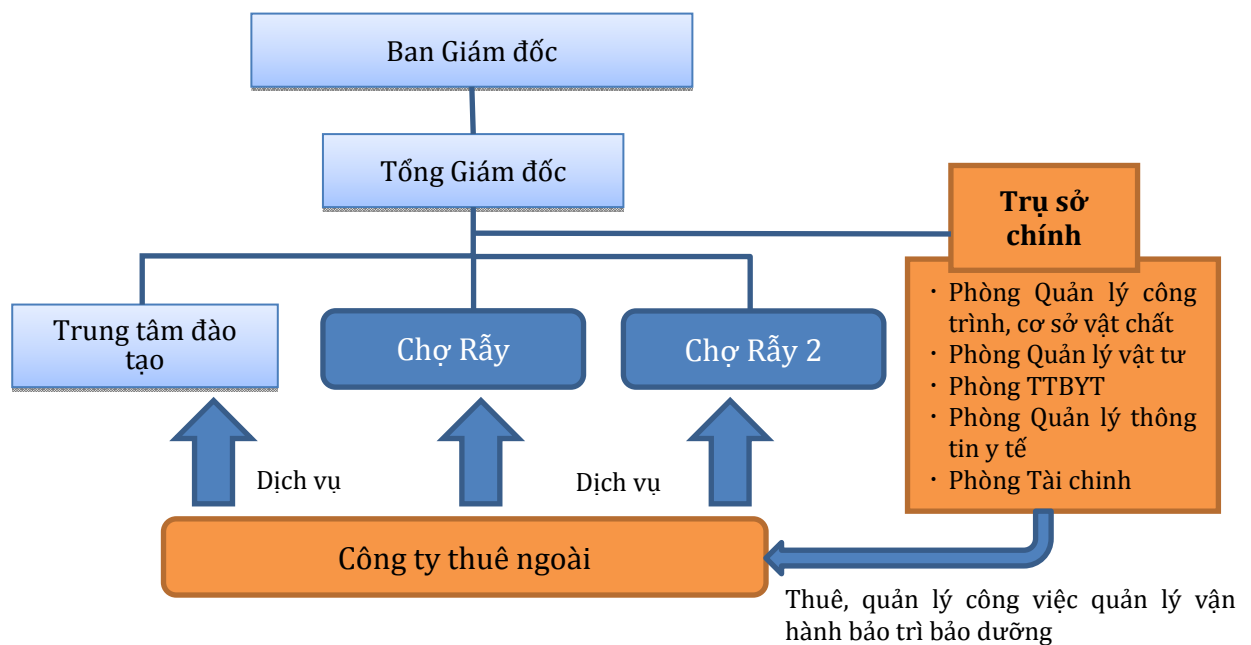 Ban Giám đốc
Tổng Giám đốc
Trụ sở
chính
· Phòng Quản lý công
trình, cơ sở vật chất
· Phòng Quản lý vật tư
· Phòng TTBYT
· Phòng Quản lý thông
tin y tế
· Phòng Tài chinh
Trung tâm đào
tạo
Chợ Rẫy
Chợ Rẫy 2
Dịch vụ
Dịch vụ
Công ty thuê ngoài
Thuê, quản lý công việc quản lý vận
hành bảo trì bảo dưỡng